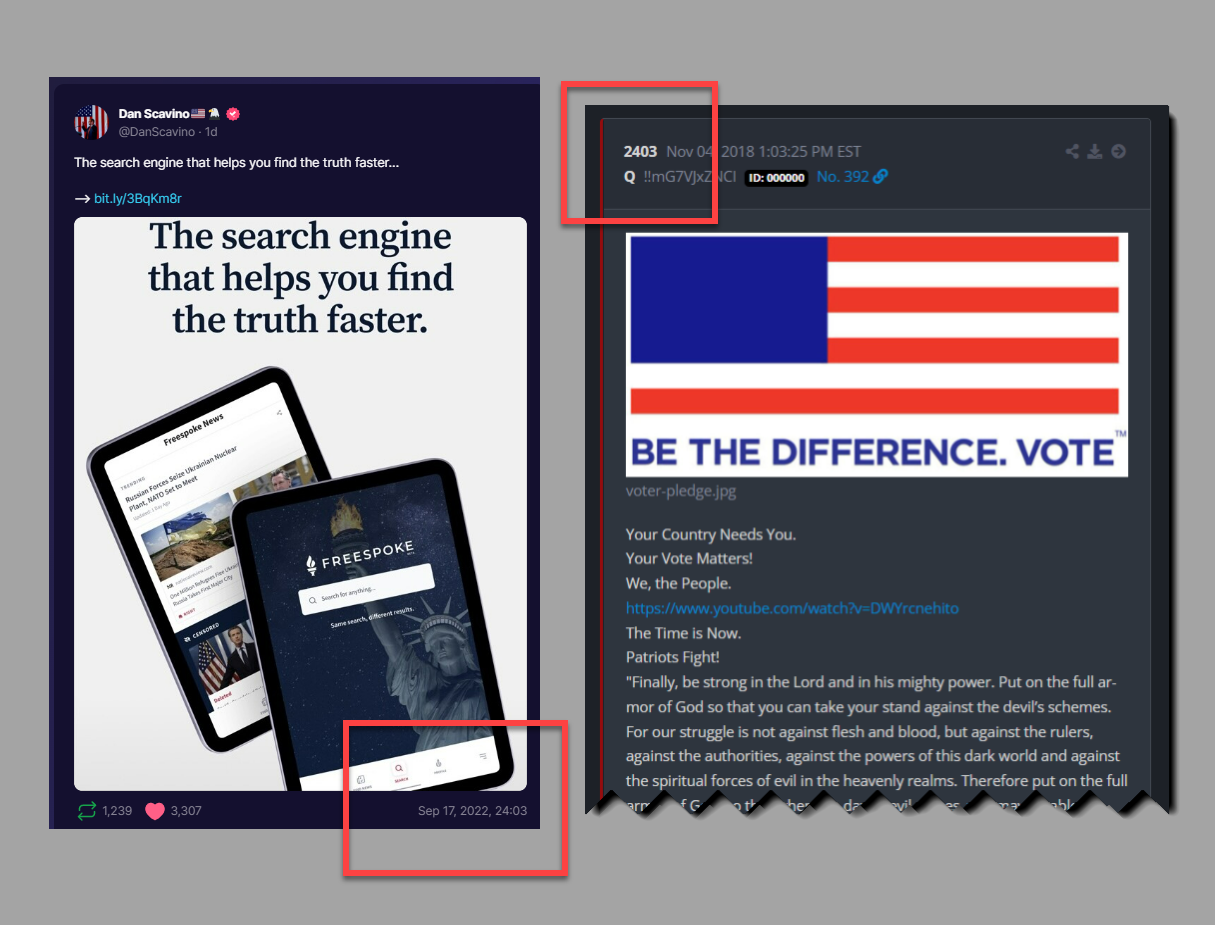 Dan Scavino
@DanScavino · 1d
The search engine that helps you find the truth faster...
bit.ly/3BqKm8r
The search engine
that helps you find
the truth faster.
Freespoke News
TRENDING
Russian Forces Seize Ukrainian Nuclear
Plant, NATO Set to Meet
One Million Refugees Flee
Russia Takes First Major City
RIGHT
CENSORED
Deleted
FREESPOKE
BETA
Search for anything...
Same search, different results.
SEARCH
1,239
3,307
Sep 17, 2022, 24:03
2403 Nov 04, 2018 1:03:25 PM EST
Q !!mG7VJxZNCI ID: 000000 No. 392
BE THE DIFFERENCE. VOTE™
voter-pledge.jpg
Your Country Needs You.
Your Vote Matters!
We, the People.
https://www.youtube.com/watch?v=DWYrcnehito
The Time is Now.
Patriots Fight!
"Finally, be strong in the Lord and in his mighty power. Put on the full ar-
mor of God so that you can take your stand against the devil's schemes.
For our struggle is not against flesh and blood, but against the rulers,
against the authorities, against the powers of this dark world and against
the spiritual forces of evil in the heavenly realms. Therefore put on the full